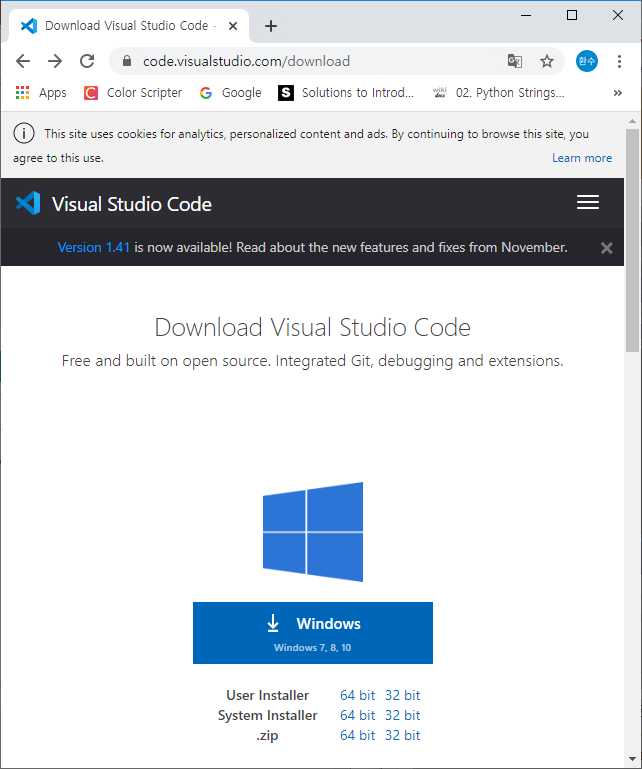 Download Visual Studio Code -
code.visualstudio.com/download
환수
Apps
Color Scripter
Google
Solutions to Introd...
02. Python Strings...
This site uses cookies for analytics, personalized content and ads. By continuing to browse this site, you
agree to this use.
Learn more
Visual Studio Code
Version 1.41 is now available! Read about the new features and fixes from November.
Download Visual Studio Code
Free and built on open source. Integrated Git, debugging and extensions.
Windows
Windows 7, 8, 10
User Installer 64 bit 32 bit
System Installer 64 bit 32 bit
.zip 64 bit 32 bit